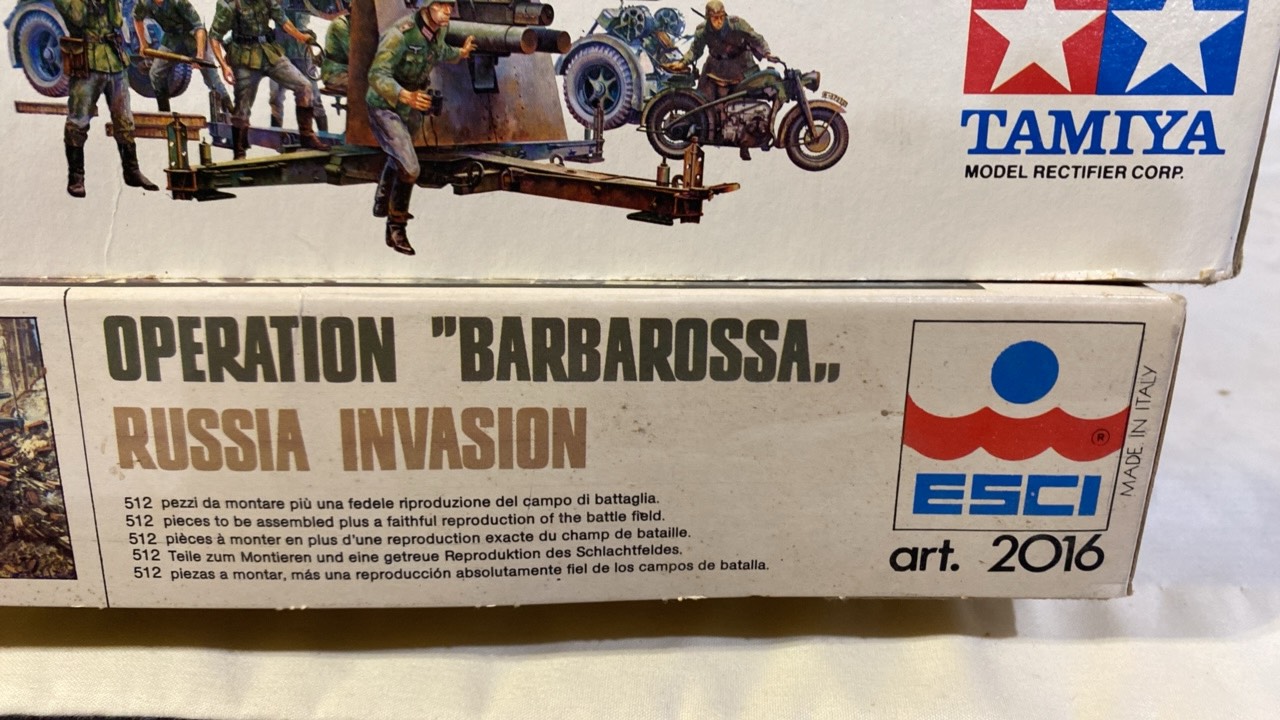 TAMIYA
MODEL RECTIFIER CORP.
OPERATION "BARBAROSSA„
RUSSIA INVASION
512 pezzi da montare più una fedele riproduzione del campo di battaglia.
512 pieces to be assembled plus a faithful reproduction of the battle field.
512 pièces à monter en plus d'une reproduction exacte du champ de bataille.
512 Teile zum Montieren und eine getreue Reproduktion des Schlachtfeldes.
512 piezas a montar, más una reproducción absolutamente fiel de los campos de batalla.
®
ESCI
MADE IN ITALY
art. 2016